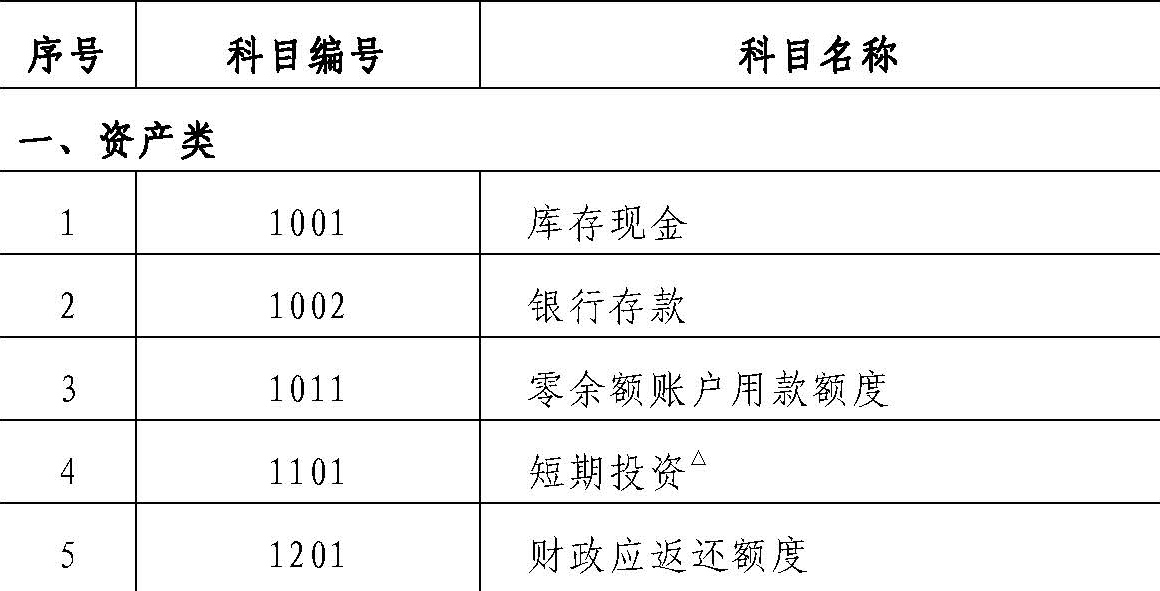 序号 科目编号 科目名称
一、资产类
1 1001 库存现金
2 1002 银行存款
3 1011 零余额账户用款额度
4 1101 短期投资△
5 1201 财政应返还额度